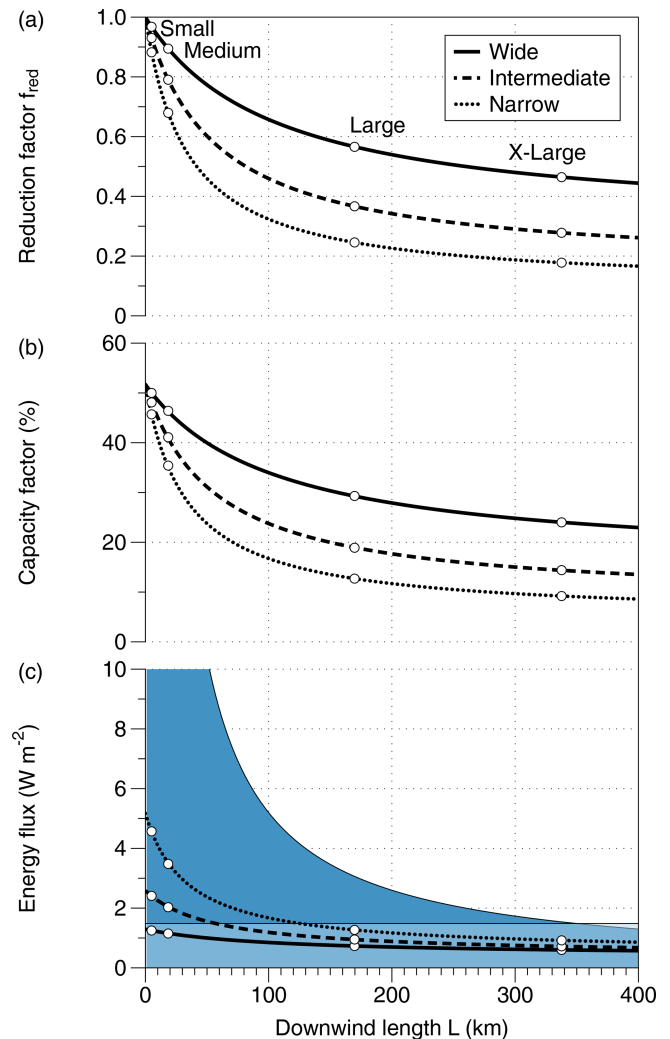 (a)
Reduction factor f_red
1.0
0.8
0.6
0.4
0.2
0
Small
Medium
Large
X-Large
Wide
Intermediate
Narrow
(b)
Capacity factor (%)
60
40
20
0
(c)
Energy flux (W m⁻²)
10
8
6
4
2
0
0 100 200 300 400
Downwind length L (km)